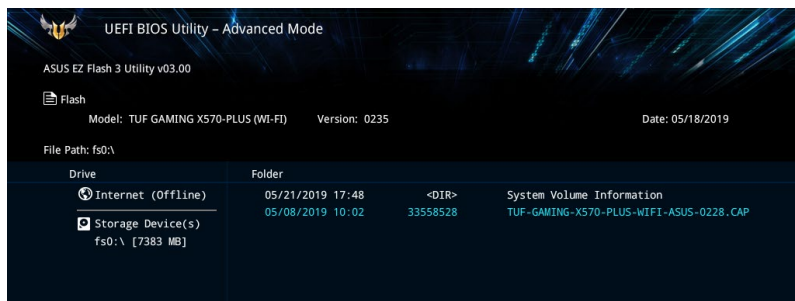 UEFI BIOS Utility – Advanced Mode
ASUS EZ Flash 3 Utility v03.00
Flash
Model: TUF GAMING X570-PLUS (WI-FI) Version: 0235 Date: 05/18/2019
File Path: fs0:\
Drive Folder
Internet (Offline) 05/21/2019 17:48 <DIR> System Volume Information
05/08/2019 10:02 33558528 TUF-GAMING-X570-PLUS-WIFI-ASUS-0228.CAP
Storage Device(s)
fs0:\ [7383 MB]